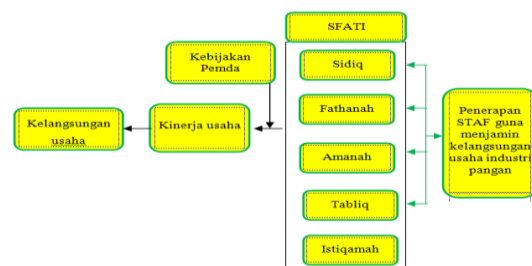 SFATI
Kebijakan
Pemda
Sidiq
Fathanah
Kelangsungan
usaha
Kinerja usaha
Amanah
Tabliq
Istiqamah
Penerapan
STAF guna
menjamin
kelangsungan
usaha industri
pangan